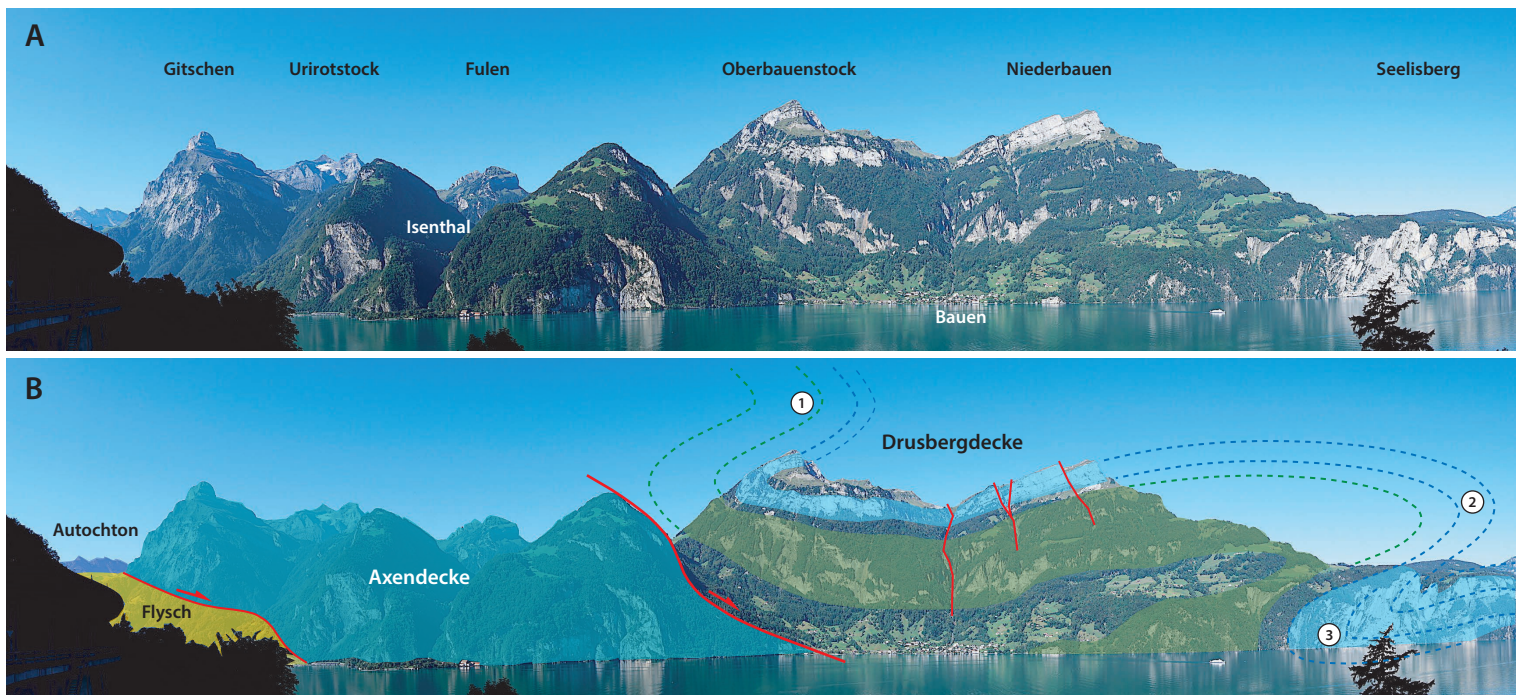 A
Gitschen
Urirotstock
Fulen
Oberbauenstock
Niederbauen
Seelisberg
Isenthal
Bauen
B
1
Drusbergdecke
2
Autochton
Axendecke
Flysch
3